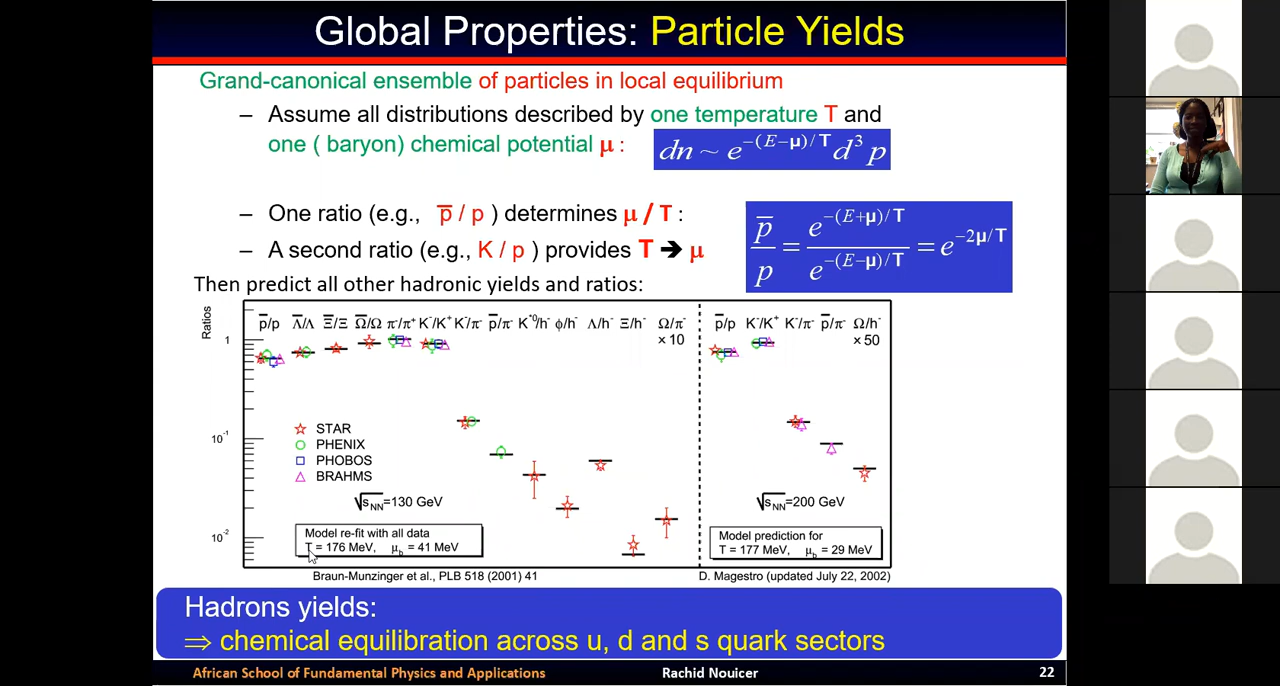 Global Properties: Particle Yields
Grand-canonical ensemble of particles in local equilibrium
– Assume all distributions described by one temperature T and
one ( baryon) chemical potential μ :
dn ~ e^{-(E-μ)/T} d³p
– One ratio (e.g., p̅ / p ) determines μ / T :
– A second ratio (e.g., K / p ) provides T ➔ μ
p̅/p = e^{-(E+μ)/T} / e^{-(E-μ)/T} = e^{-2μ/T}
Then predict all other hadronic yields and ratios:
Ratios
p̅/p Λ̅/Λ Ξ̅/Ξ Ω̅/Ω π⁻/π⁺ K⁻/K⁺ K⁻/π⁻ p̅/π⁻ K*⁰/h⁻ ϕ/h⁻ Λ/h⁻ Ξ/h⁻ Ω/π⁻ p̅/p K⁻/K⁺ K⁻/π⁻ p̅/π⁻ Ω/h⁻
×10 ×50
1
10⁻¹
10⁻²
STAR
PHENIX
PHOBOS
BRAHMS
√s_NN=130 GeV
√s_NN=200 GeV
Model re-fit with all data
T = 176 MeV, μ_b = 41 MeV
Model prediction for
T = 177 MeV, μ_b = 29 MeV
Braun-Munzinger et al., PLB 518 (2001) 41
D. Magestro (updated July 22, 2002)
Hadrons yields:
⇒ chemical equilibration across u, d and s quark sectors
African School of Fundamental Physics and Applications
Rachid Nouicer
22